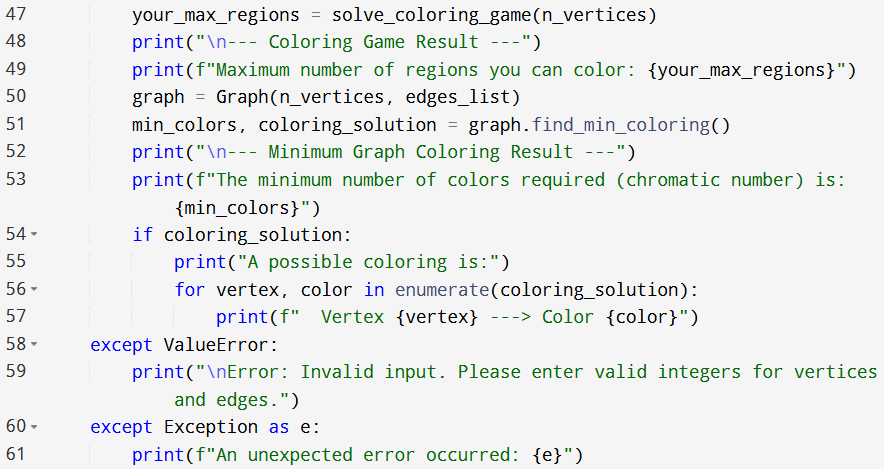 47 your_max_regions = solve_coloring_game(n_vertices)
48 print("\n--- Coloring Game Result ---")
49 print(f"Maximum number of regions you can color: {your_max_regions}")
50 graph = Graph(n_vertices, edges_list)
51 min_colors, coloring_solution = graph.find_min_coloring()
52 print("\n--- Minimum Graph Coloring Result ---")
53 print(f"The minimum number of colors required (chromatic number) is:
{min_colors}")
54 if coloring_solution:
55 print("A possible coloring is:")
56 for vertex, color in enumerate(coloring_solution):
57 print(f"  Vertex {vertex} ---> Color {color}")
58 except ValueError:
59 print("\nError: Invalid input. Please enter valid integers for vertices
and edges.")
60 except Exception as e:
61 print(f"An unexpected error occurred: {e}")